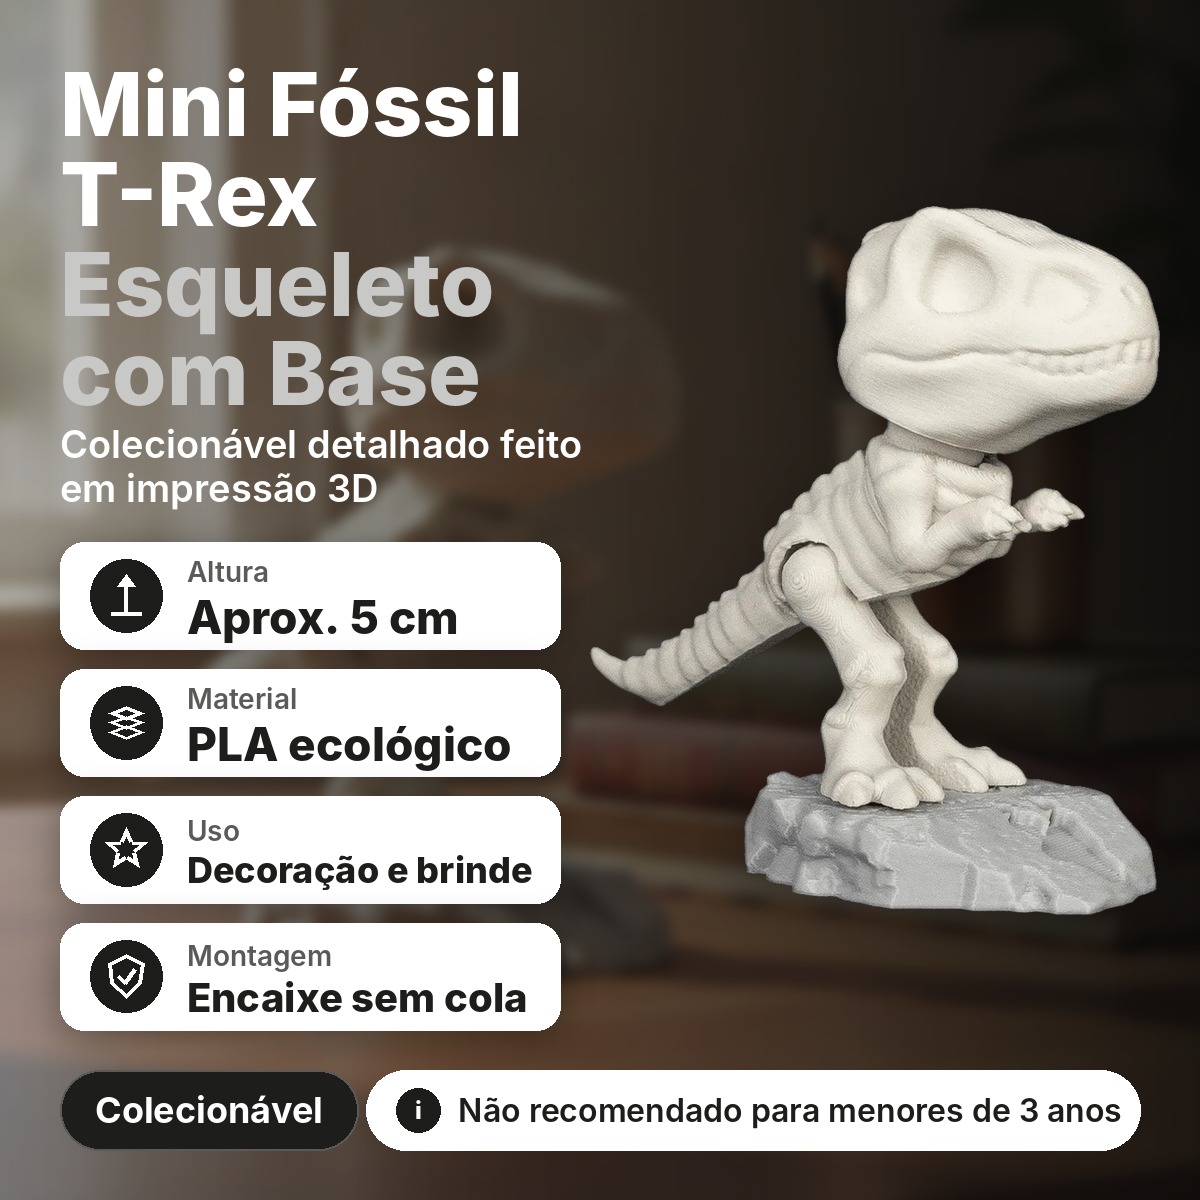 Mini Fóssil
T-Rex
Esqueleto
com Base
Colecionável detalhado feito
em impressão 3D
Altura
Aprox. 5 cm
Material
PLA ecológico
Uso
Decoração e brinde
Montagem
Encaixe sem cola
Colecionável
i Não recomendado para menores de 3 anos